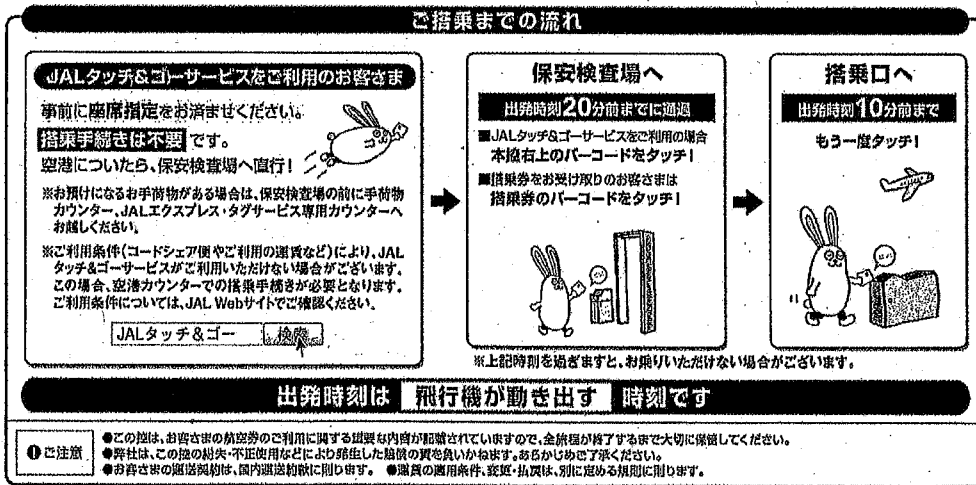 ご搭乗までの流れ
JALタッチ&ゴーサービスをご利用のお客さま
事前に座席指定をお済ませください。
搭乗手続きは不要です。
空港についたら、保安検査場へ直行!
※お預けになるお手荷物がある場合は、保安検査場の前に手荷物
カウンター、JALエクスプレス・タグサービス専用カウンターへ
お越しください。
※ご利用条件(コードシェア便やご利用の運賃など)により、JAL
タッチ&ゴーサービスがご利用いただけない場合がございます。
この場合、空港カウンターでの搭乗手続きが必要となります。
ご利用条件については、JAL Webサイトでご確認ください。
JALタッチ&ゴー 検索
保安検査場へ
出発時刻20分前までに通過
■JALタッチ&ゴーサービスをご利用の場合
本控右上のバーコードをタッチ!
■搭乗券をお受け取りのお客さまは
搭乗券のバーコードをタッチ!
搭乗口へ
出発時刻10分前まで
もう一度タッチ!
※上記時刻を過ぎますと、お乗りいただけない場合がございます。
出発時刻は 飛行機が動き出す 時刻です
ご注意
●この控は、お客さまの航空券のご利用に関する重要な内容が記載されていますので、全旅程が終了するまで大切に保管してください。
●弊社は、この控の紛失・不正使用などにより発生した賠償の責を負いかねます。あらかじめご了承ください。
●お客さまの運送契約は、国内運送約款に則ります。 ●運賃の適用条件、変更・払戻は、別に定める規則に則ります。